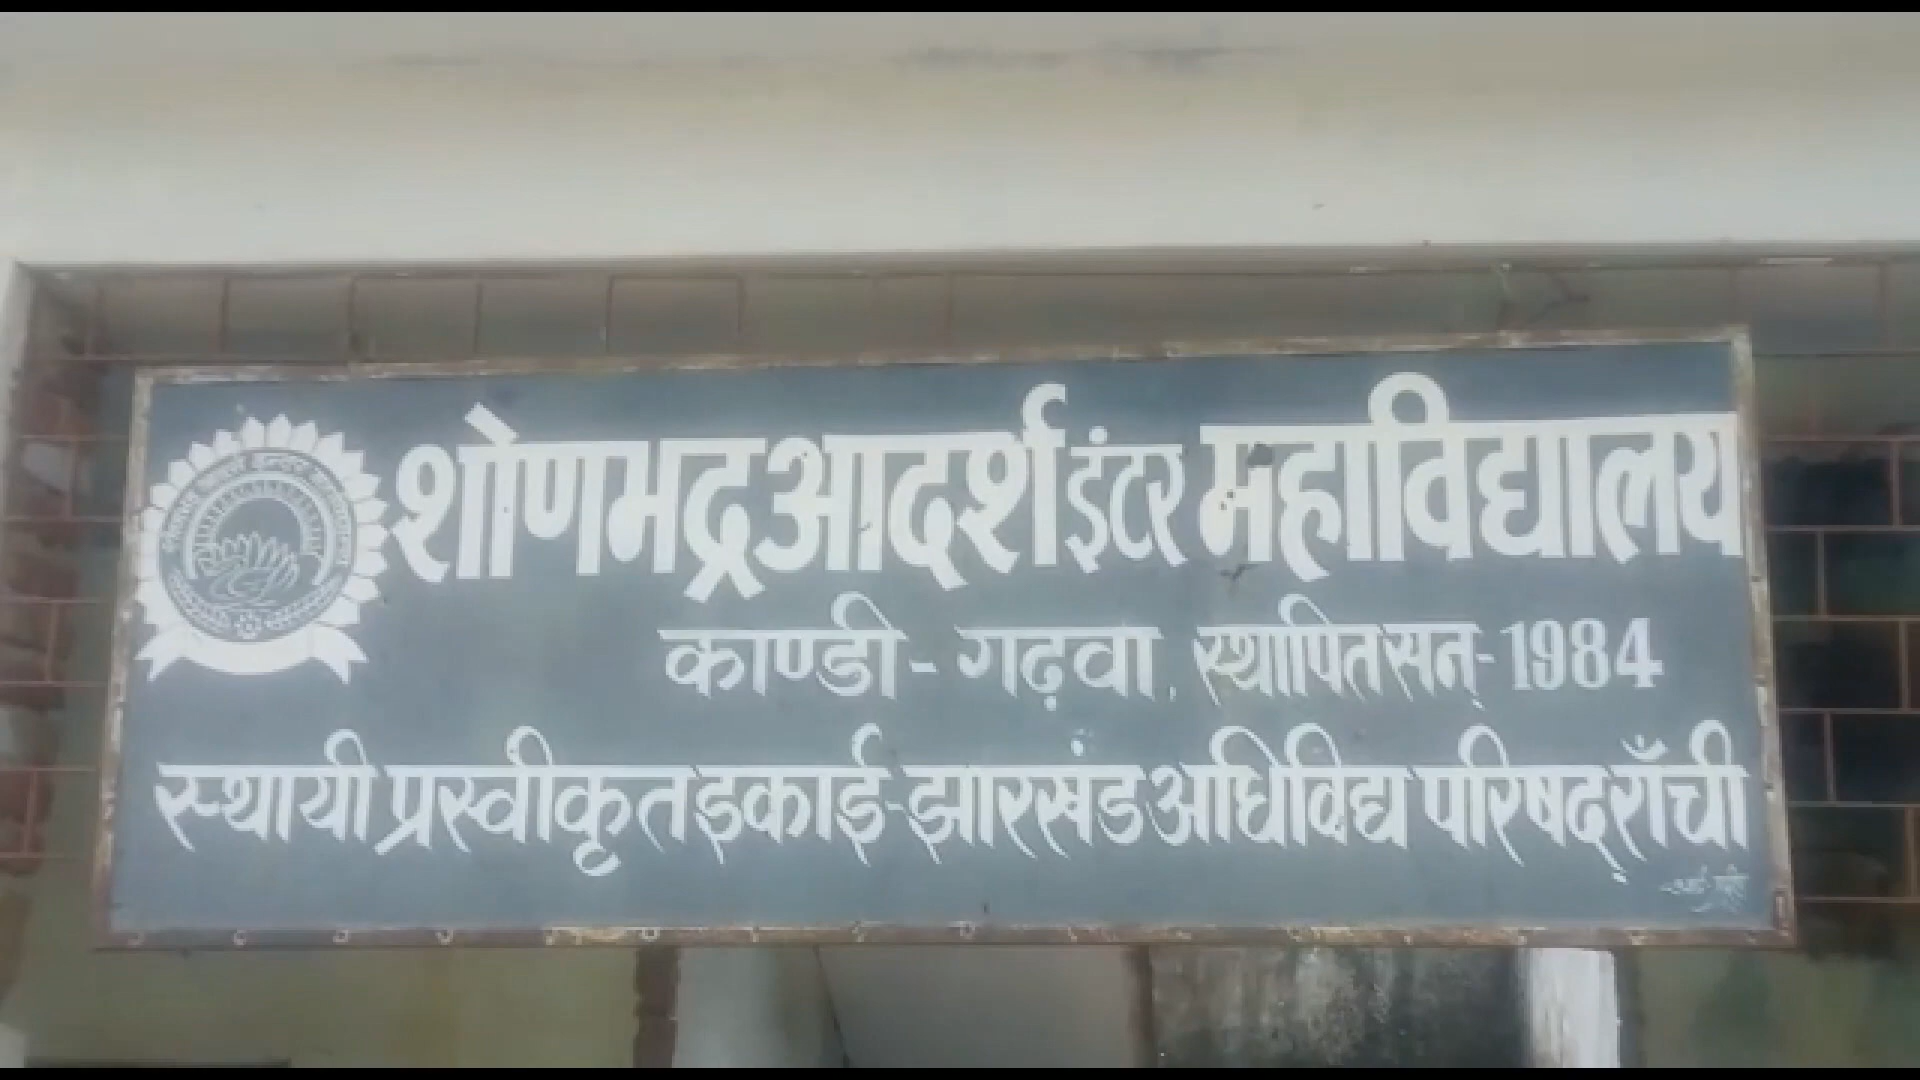 शोणभद्र आदर्श इंटर महाविद्यालय
काण्डी - गढ़वा, स्थापित सन् - 1984
स्थायी प्रस्वीकृत इकाई - झारखंड अधिविद्य परिषद् राँची